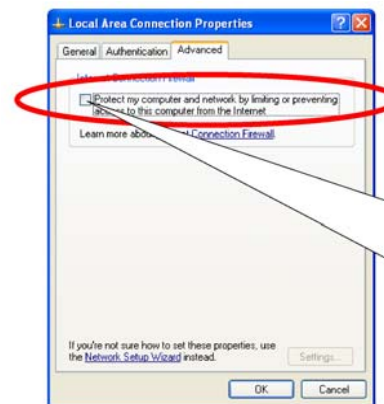 Local Area Connection Properties
General Authentication Advanced
Internet Connection Firewall
Protect my computer and network by limiting or preventing
access to this computer from the Internet
Learn more about Connection Firewall.
If you're not sure how to set these properties, use
the Network Setup Wizard instead.
Settings...
OK Cancel